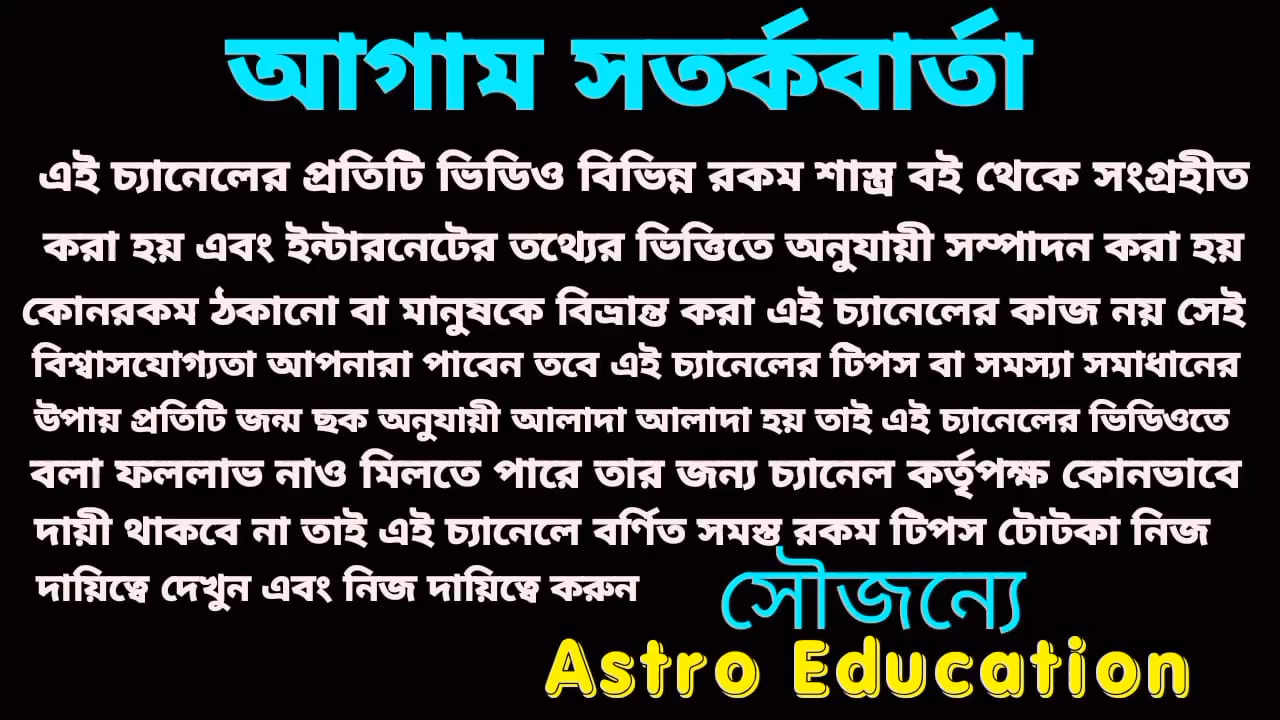 আগাম সতর্কবার্তা
এই চ্যানেলের প্রতিটি ভিডিও বিভিন্ন রকম শাস্ত্র বই থেকে সংগ্রহীত
করা হয় এবং ইন্টারনেটের তথ্যের ভিত্তিতে অনুযায়ী সম্পাদন করা হয়
কোনরকম ঠকানো বা মানুষকে বিভ্রান্ত করা এই চ্যানেলের কাজ নয় সেই
বিশ্বাসযোগ্যতা আপনারা পাবেন তবে এই চ্যানেলের টিপস বা সমস্যা সমাধানের
উপায় প্রতিটি জন্ম ছক অনুযায়ী আলাদা আলাদা হয় তাই এই চ্যানেলের ভিডিওতে
বলা ফললাভ নাও মিলতে পারে তার জন্য চ্যানেল কর্তৃপক্ষ কোনভাবে
দায়ী থাকবে না তাই এই চ্যানেলে বর্ণিত সমস্ত রকম টিপস টোটকা নিজ
দায়িত্বে দেখুন এবং নিজ দায়িত্বে করুন
সৌজন্যে
Astro Education